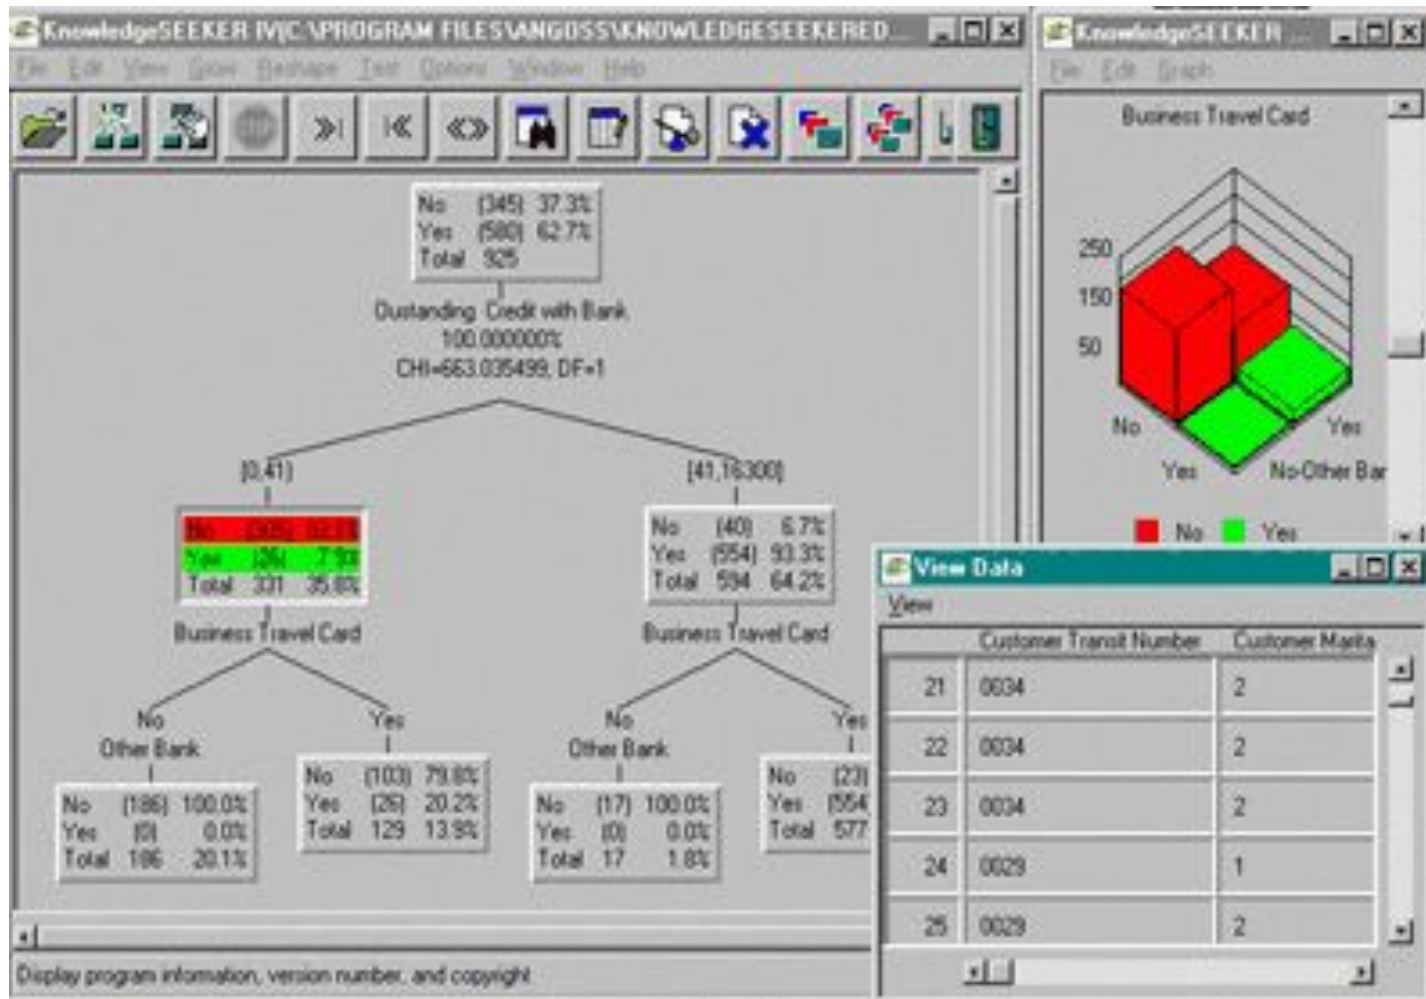 KnowledgeSEEKER IV(C:\PROGRAM FILES\ANGOSS\KNOWLEDGESEEKERED...
File Edit View Grow Reshape Tree Options Window Help
No (345) 37.3%
Yes (580) 62.7%
Total 925
Oustanding Credit with Bank
100.000000%
CHI=663.035499, DF=1
[0,41)
[41,16300]
No (305)
Yes (26) 7.9%
Total 331 35.8%
Business Travel Card
No (40) 6.7%
Yes (554) 93.3%
Total 594 64.2%
Business Travel Card
No
Other Bank
Yes
No
Other Bank
Yes
No (186) 100.0%
Yes (0) 0.0%
Total 186 20.1%
No (103) 79.8%
Yes (26) 20.2%
Total 129 13.9%
No (17) 100.0%
Yes (0) 0.0%
Total 17 1.8%
No (23)
Yes (554
Total 577
Display program information, version number, and copyright
KnowledgeSEEKER ...
File Edit Graph
Business Travel Card
250
150
50
No
Yes
Yes
No-Other Bar
No Yes
View Data
View
Customer Transit Number Customer Marita
21 0034 2
22 0034 2
23 0034 2
24 0029 1
25 0029 2